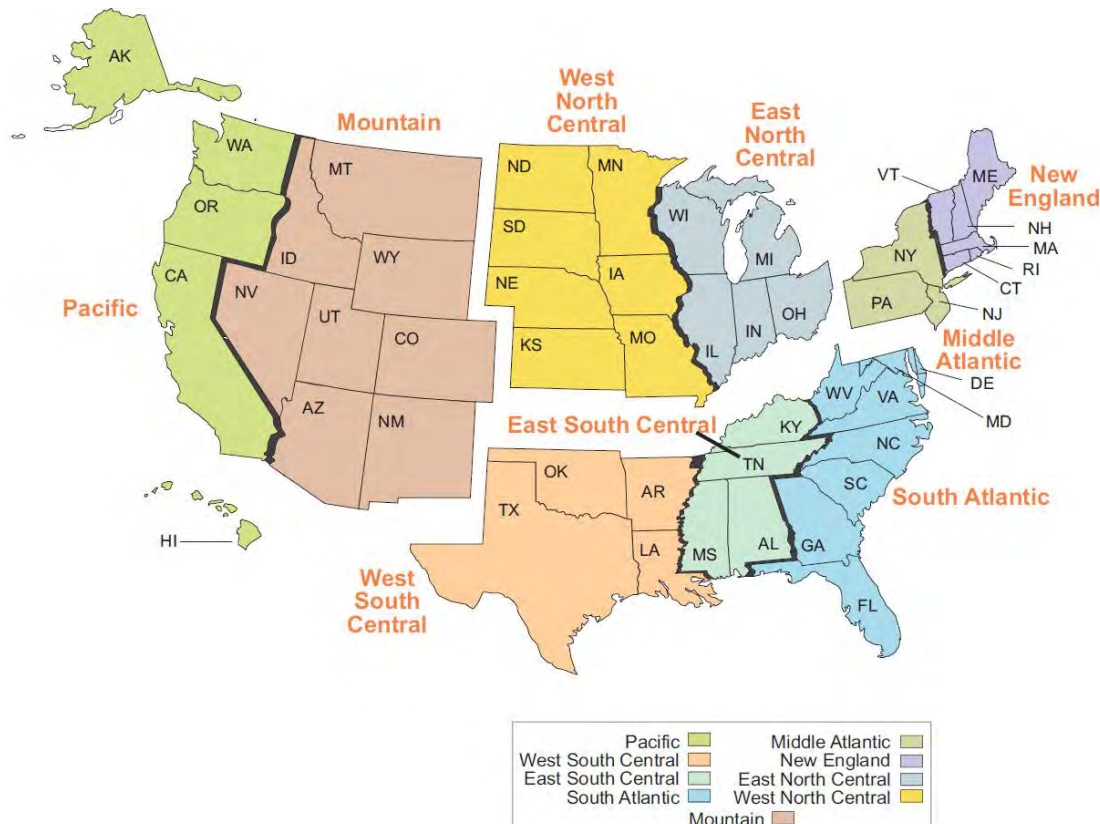 AK
West
North
Central
East
North
Central
Mountain
WA
MT
ND
MN
VT
ME
New
England
OR
WI
NH
SD
MI
MA
ID
WY
NY
RI
CA
NV
NE
IA
CT
Pacific
UT
CO
PA
NJ
KS
MO
IL
IN
OH
Middle
Atlantic
DE
WV
VA
AZ
NM
East South Central
KY
MD
NC
TN
OK
AR
SC
South Atlantic
TX
HI
LA
MS
AL
GA
West
South
Central
FL
Pacific
Middle Atlantic
West South Central
New England
East South Central
East North Central
South Atlantic
West North Central
Mountain